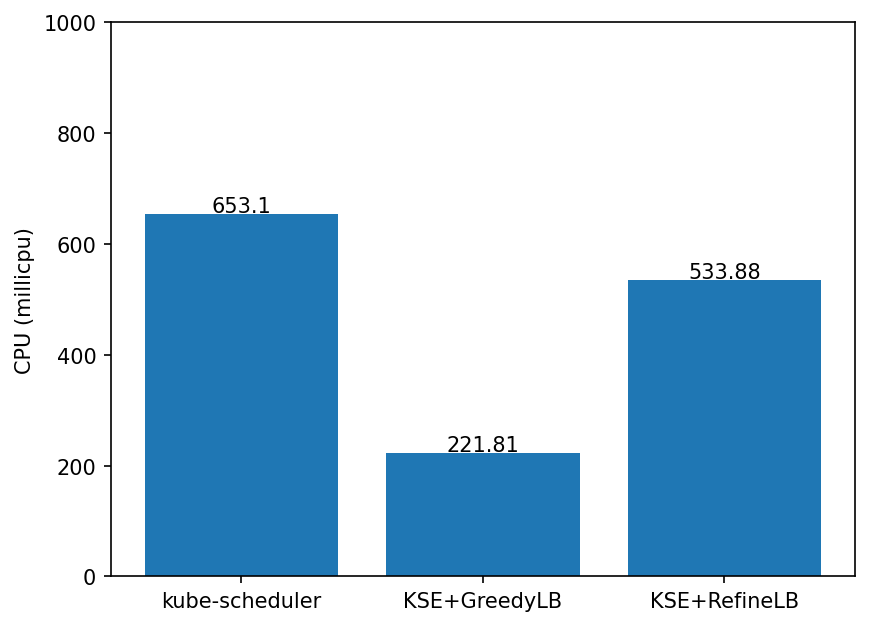 1000
800
600
400
200
0
CPU (millicpu)
653.1
221.81
533.88
kube-scheduler
KSE+GreedyLB
KSE+RefineLB